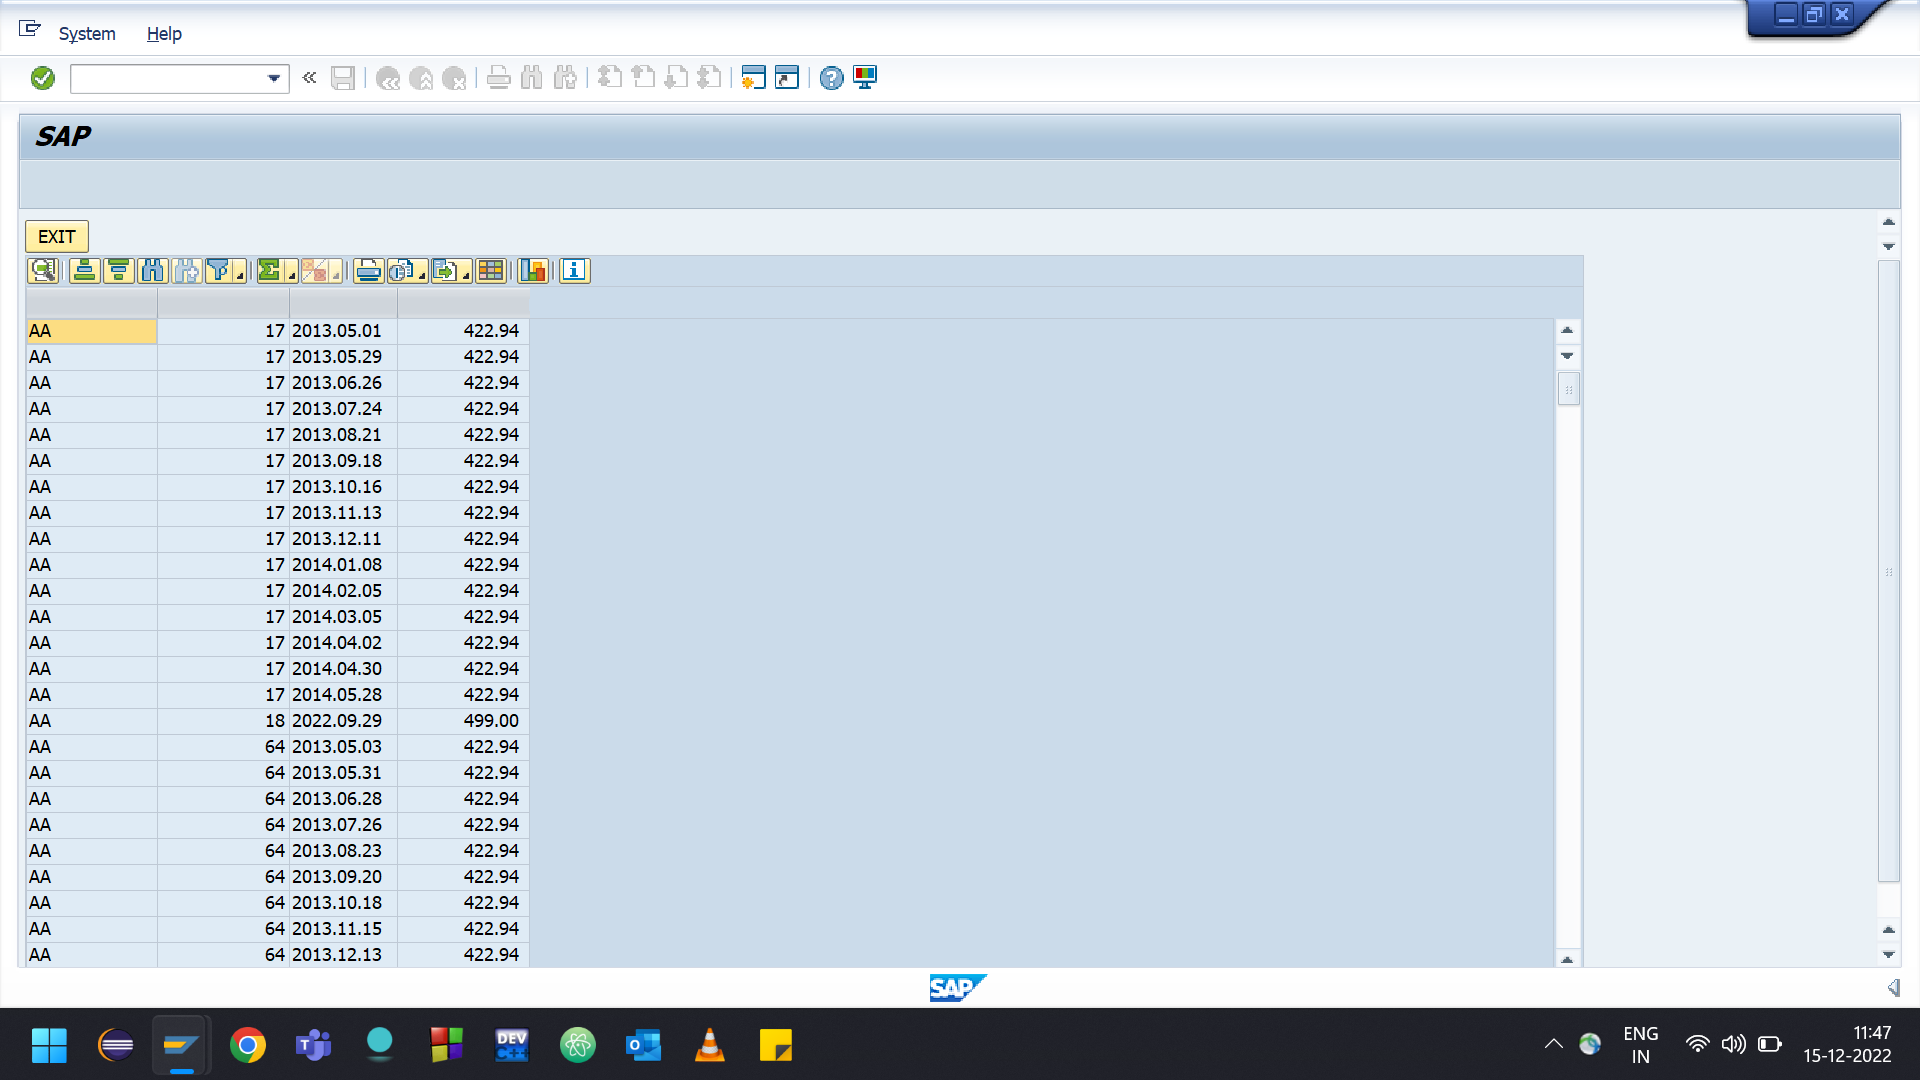 System Help
SAP
EXIT
AA 17 2013.05.01 422.94
AA 17 2013.05.29 422.94
AA 17 2013.06.26 422.94
AA 17 2013.07.24 422.94
AA 17 2013.08.21 422.94
AA 17 2013.09.18 422.94
AA 17 2013.10.16 422.94
AA 17 2013.11.13 422.94
AA 17 2013.12.11 422.94
AA 17 2014.01.08 422.94
AA 17 2014.02.05 422.94
AA 17 2014.03.05 422.94
AA 17 2014.04.02 422.94
AA 17 2014.04.30 422.94
AA 17 2014.05.28 422.94
AA 18 2022.09.29 499.00
AA 64 2013.05.03 422.94
AA 64 2013.05.31 422.94
AA 64 2013.06.28 422.94
AA 64 2013.07.26 422.94
AA 64 2013.08.23 422.94
AA 64 2013.09.20 422.94
AA 64 2013.10.18 422.94
AA 64 2013.11.15 422.94
AA 64 2013.12.13 422.94
SAP
DEV
C++
ENG
IN
11:47
15-12-2022